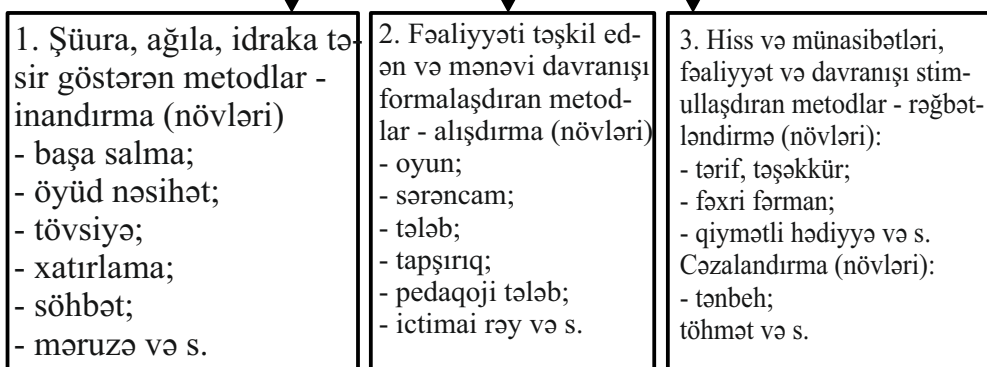 1. Şüura, ağıla, idraka tə-
sir göstərən metodlar -
inandırma (növləri)
- başa salma;
- öyüd nəsihət;
- tövsiyə;
- xatırlama;
- söhbət;
- məruzə və s.
2. Fəaliyyəti təşkil ed-
ən və mənəvi davranışı
formalaşdıran metod-
lar - alışdırma (növləri)
- oyun;
- sərəncam;
- tələb;
- tapşırıq;
- pedaqoji tələb;
- ictimai rəy və s.
3. Hiss və münasibətləri,
fəaliyyət və davranışı stim-
ullaşdıran metodlar - rəğbət-
ləndirmə (növləri):
- tərif, təşəkkür;
- fəxri fərman;
- qiymətli hədiyyə və s.
Cəzalandırma (növləri):
- tənbeh;
töhmət və s.